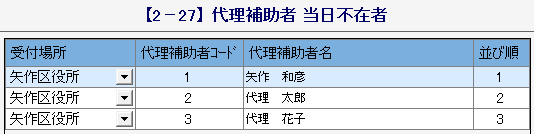 【2－27】代理補助者 当日不在者
受付場所 代理補助者コード 代理補助者名 並び順
矢作区役所 1 矢作　和彦 1
矢作区役所 2 代理　太郎 2
矢作区役所 3 代理　花子 3